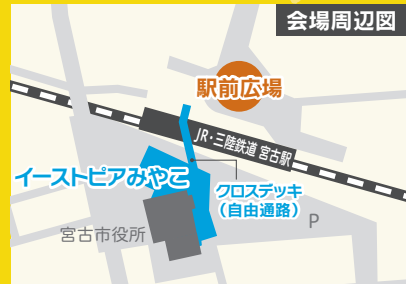 会場周辺図
駅前広場
JR・三陸鉄道 宮古駅
イーストピアみやこ
クロスデッキ
（自由通路）
宮古市役所
P